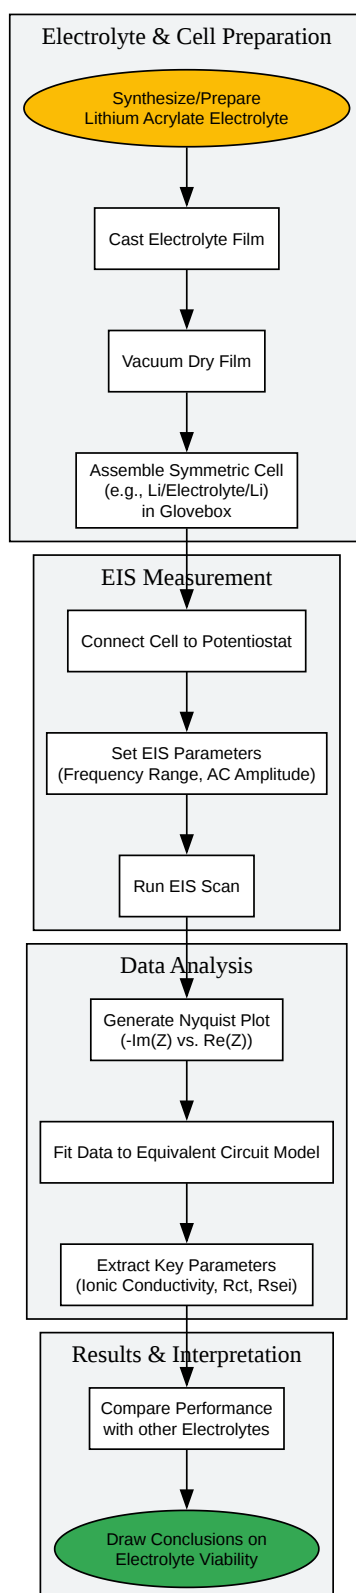 Electrolyte & Cell Preparation
Synthesize/Prepare
Lithium Acrylate Electrolyte
Cast Electrolyte Film
Vacuum Dry Film
Assemble Symmetric Cell
(e.g., Li/Electrolyte/Li)
in Glovebox
EIS Measurement
Connect Cell to Potentiostat
Set EIS Parameters
(Frequency Range, AC Amplitude)
Run EIS Scan
Data Analysis
Generate Nyquist Plot
(-Im(Z) vs. Re(Z))
Fit Data to Equivalent Circuit Model
Extract Key Parameters
(Ionic Conductivity, Rct, Rsei)
Results & Interpretation
Compare Performance
with other Electrolytes
Draw Conclusions on
Electrolyte Viability